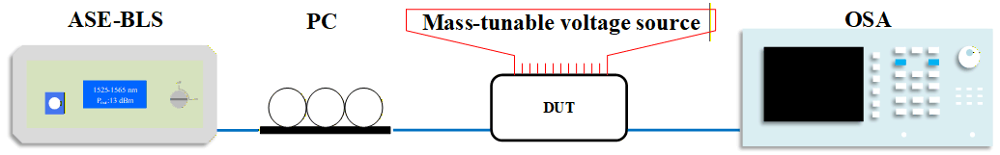 ASE-BLS
PC
Mass-tunable voltage source
OSA
1525-1565 nm
Pout:13 dBm
DUT